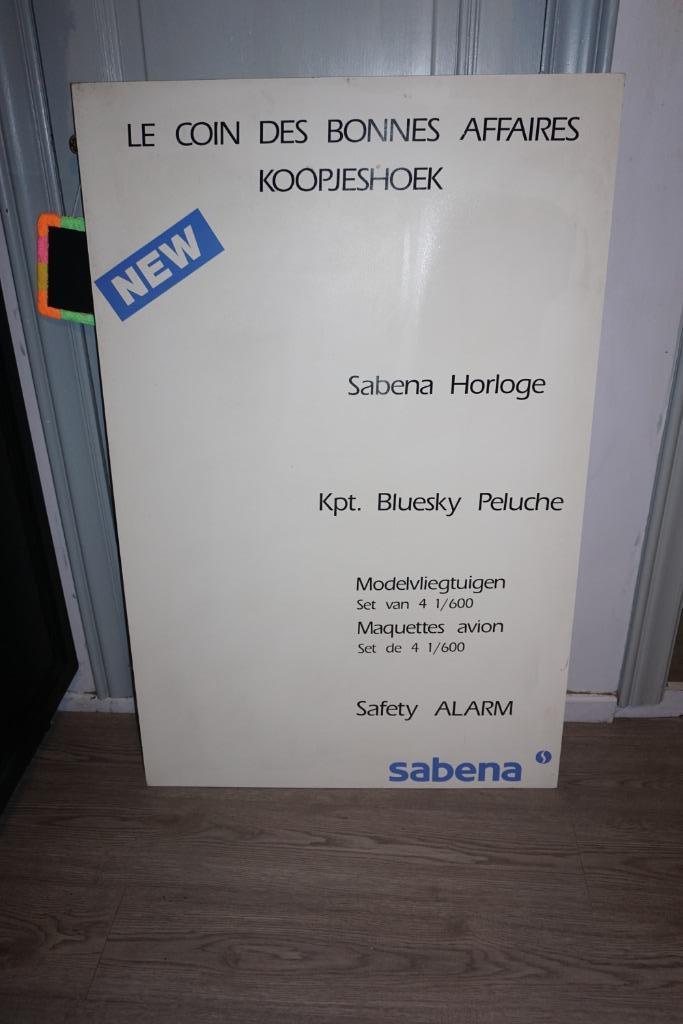 LE COIN DES BONNES AFFAIRES
KOOPJESHOEK
NEW
Sabena Horloge
Kpt. Bluesky Peluche
Modelvliegtuigen
Set van 4 1/600
Maquettes avion
Set de 4 1/600
Safety ALARM
sabena